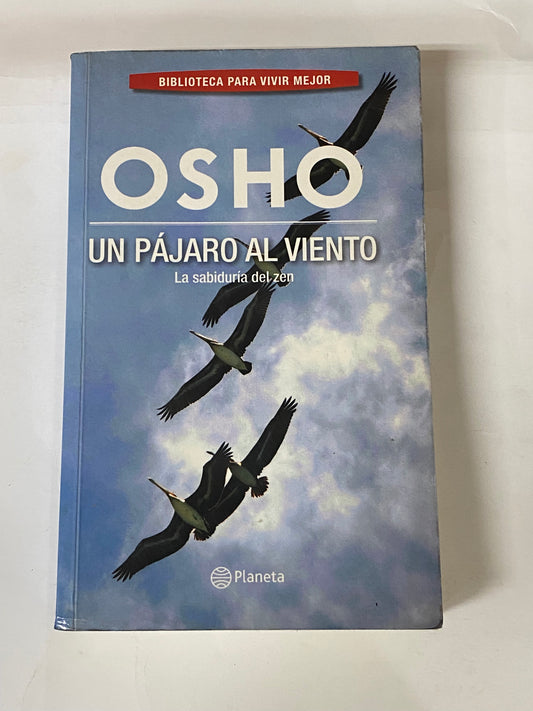 BIBLIOTECA PARA VIVIR MEJOR
OSHO
UN PÁJARO AL VIENTO
La sabiduría del zen
Planeta